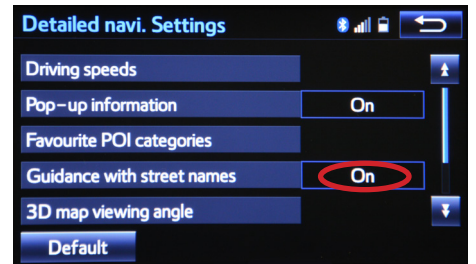 Detailed navi. Settings
Driving speeds
Pop-up information On
Favourite POI categories
Guidance with street names On
3D map viewing angle
Default